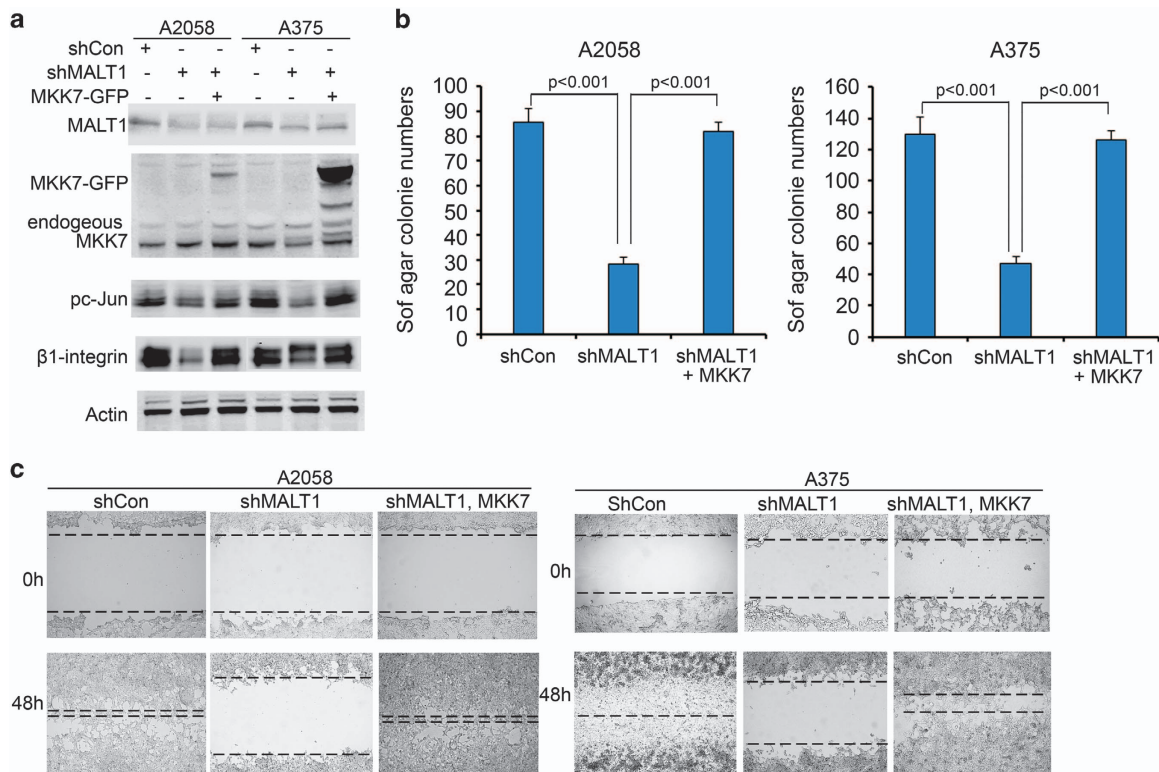 a
A2058 A375
shCon + - - + - -
shMALT1 - + + - + +
MKK7-GFP - - + - - +
MALT1
MKK7-GFP
endogeous
MKK7
pc-Jun
β1-integrin
Actin
b
A2058
Sof agar colonie numbers
100
90
80
70
60
50
40
30
20
10
0
p<0.001 p<0.001
shCon shMALT1 shMALT1
+ MKK7
A375
Sof agar colonie numbers
160
140
120
100
80
60
40
20
0
p<0.001 p<0.001
shCon shMALT1 shMALT1
+ MKK7
c
A2058
shCon shMALT1 shMALT1, MKK7
0h
48h
A375
ShCon shMALT1 shMALT1, MKK7
0h
48h